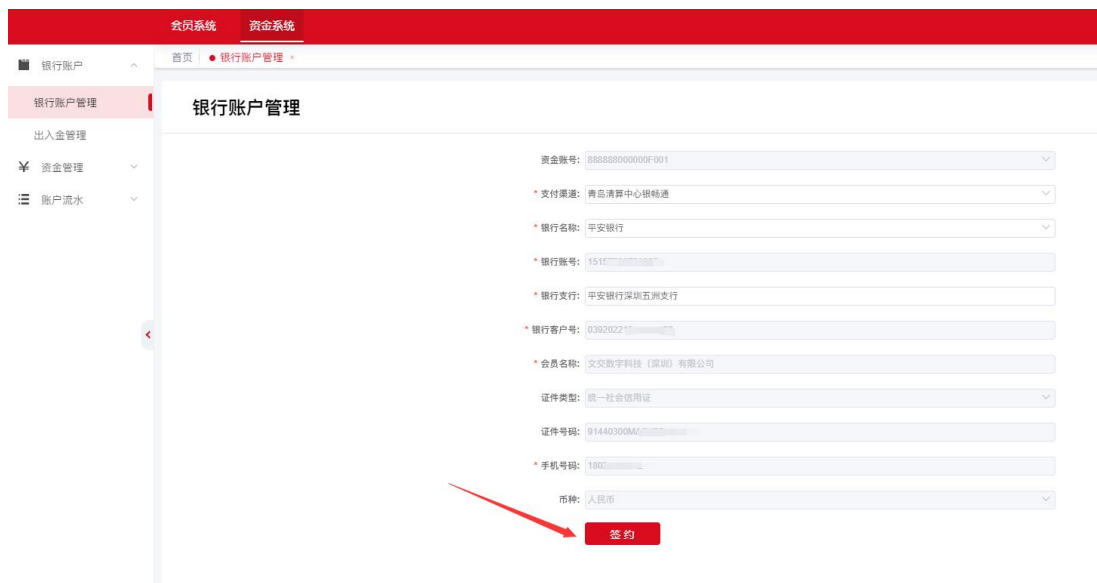 会员系统 资金系统
首页 银行账户管理 ×
银行账户
银行账户管理
出入金管理
资金管理
账户流水
银行账户管理
资金账号: 888888000000F001
* 支付渠道: 青岛清算中心银畅通
* 银行名称: 平安银行
* 银行账号: 1515
* 银行支行: 平安银行深圳五洲支行
* 银行客户号: 03920221
* 会员名称: 文交数字科技（深圳）有限公司
证件类型: 统一社会信用证
证件号码: 91440300MA
* 手机号码: 180
币种: 人民币
签 约